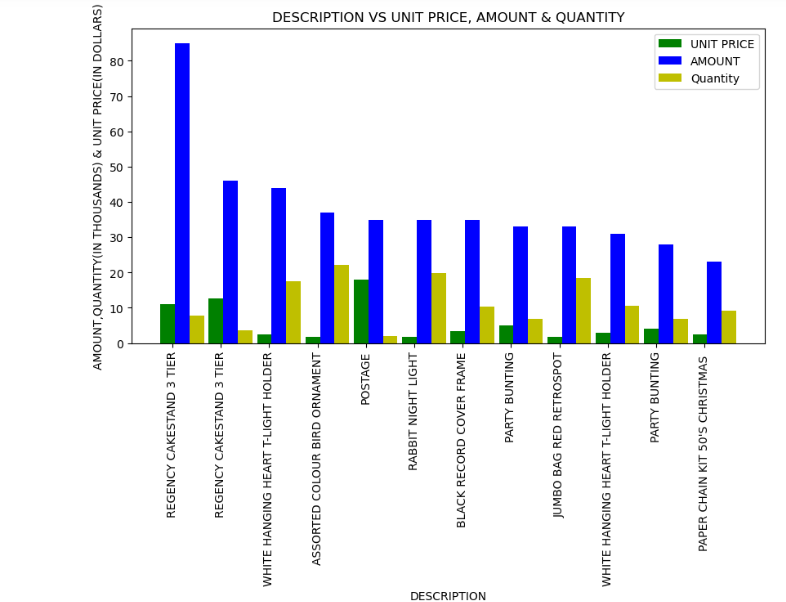 DESCRIPTION VS UNIT PRICE, AMOUNT & QUANTITY
AMOUNT,QUANTITY(IN THOUSANDS) & UNIT PRICE(IN DOLLARS)
UNIT PRICE
AMOUNT
Quantity
80
70
60
50
40
30
20
10
0
REGENCY CAKESTAND 3 TIER
REGENCY CAKESTAND 3 TIER
WHITE HANGING HEART T-LIGHT HOLDER
ASSORTED COLOUR BIRD ORNAMENT
POSTAGE
RABBIT NIGHT LIGHT
BLACK RECORD COVER FRAME
PARTY BUNTING
JUMBO BAG RED RETROSPOT
WHITE HANGING HEART T-LIGHT HOLDER
PARTY BUNTING
PAPER CHAIN KIT 50'S CHRISTMAS
DESCRIPTION